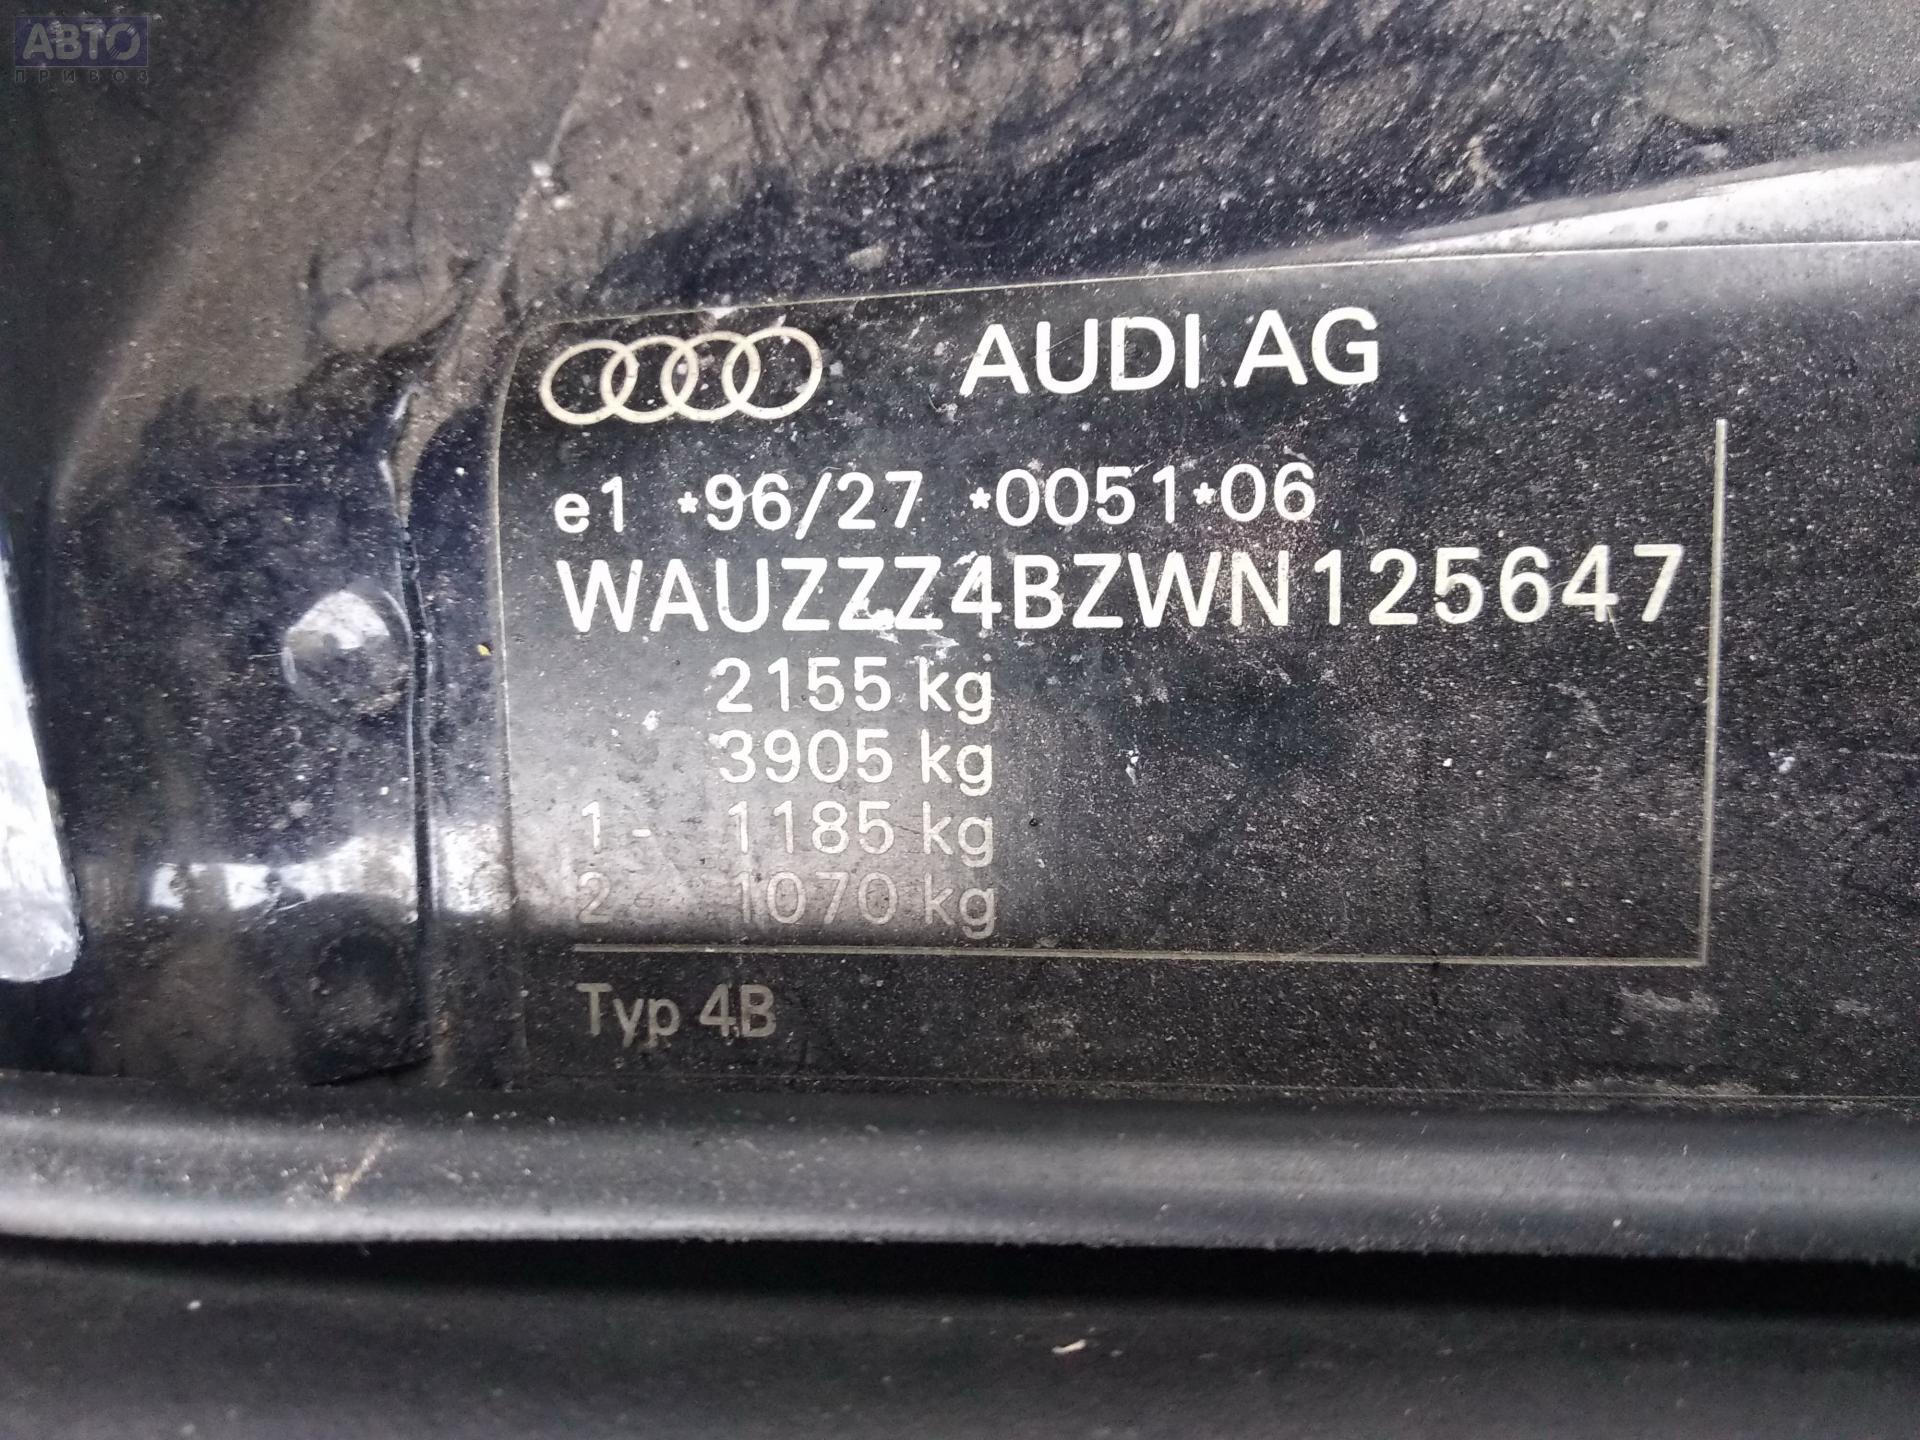 АВТО
ПРИВОЗ
AUDI AG
e1 *96/27 *0051*06
WAUZZZ4BZWN125647
2155 kg
3905 kg
1 - 1185 kg
2 - 1070 kg
Typ 4B